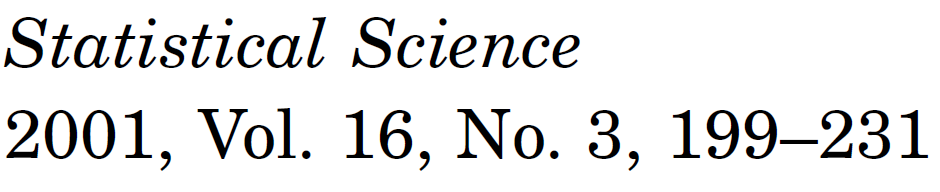 Statistical Science
2001, Vol. 16, No. 3, 199–231